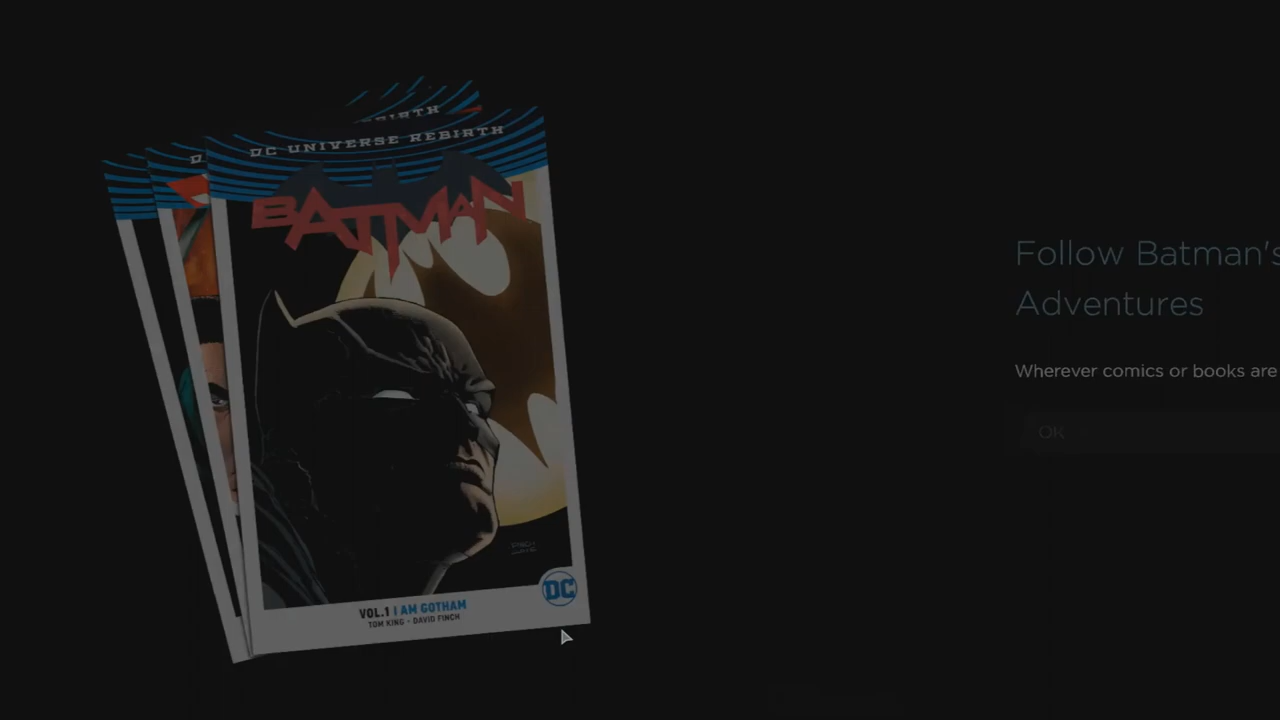 DC UNIVERSE REBIRTH
BATMAN
VOL.1 | I AM GOTHAM
TOM KING - DAVID FINCH
DC
Follow Batman's
Adventures
Wherever comics or books are
OK